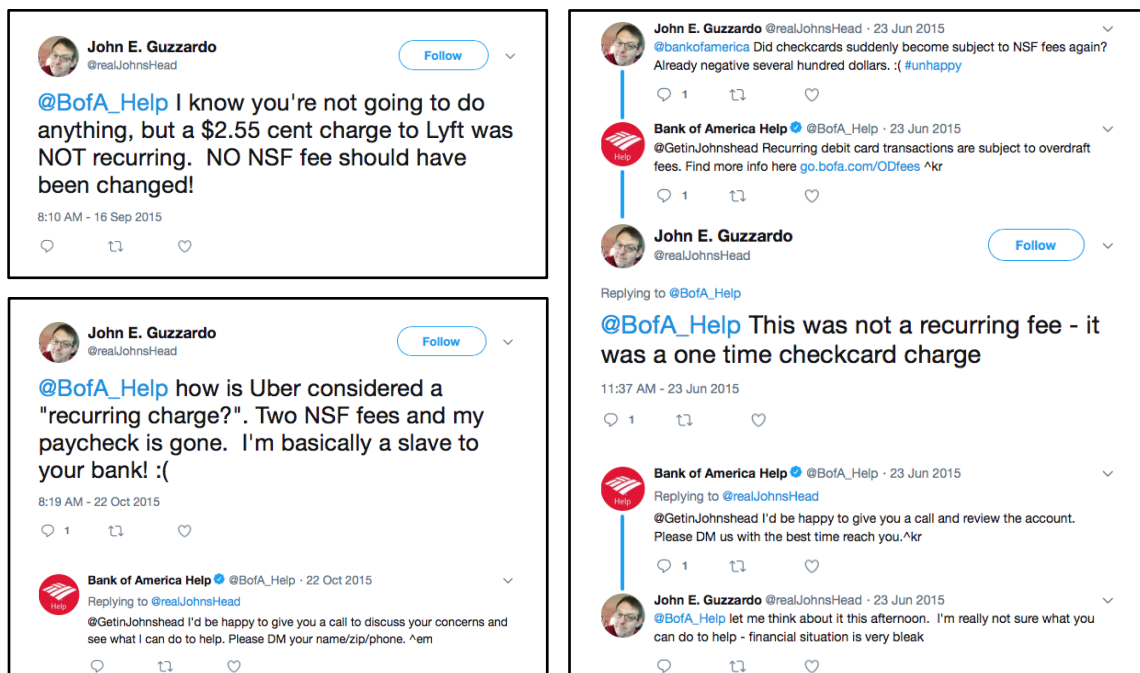 John E. Guzzardo
@realJohnsHead
Follow
@BofA_Help I know you're not going to
do anything, but a $2.55 cent charge to Lyft was
NOT recurring. NO NSF fee should have
been changed!
8:10 AM - 16 Sep 2015
John E. Guzzardo
@realJohnsHead
Follow
@BofA_Help how is Uber considered a
"recurring charge?". Two NSF fees and my
paycheck is gone. I'm basically a slave to
your bank! :(
8:19 AM - 22 Oct 2015
1
Bank of America Help @BofA_Help · 22 Oct 2015
Replying to @realJohnsHead
@GetinJohnshead I'd be happy to give you a call to discuss your concerns and
see what I can do to help. Please DM your name/zip/phone. ^em
Help
John E. Guzzardo @realJohnsHead · 23 Jun 2015
@bankofamerica Did checkcards suddenly become subject to NSF fees again?
Already negative several hundred dollars. :( #unhappy
1
Bank of America Help @BofA_Help · 23 Jun 2015
@GetinJohnshead Recurring debit card transactions are subject to overdraft
fees. Find more info here go.bofa.com/ODfees ^kr
Help
1
John E. Guzzardo
@realJohnsHead
Follow
Replying to @BofA_Help
@BofA_Help This was not a recurring fee - it
was a one time checkcard charge
11:37 AM - 23 Jun 2015
1
Bank of America Help @BofA_Help · 23 Jun 2015
Replying to @realJohnsHead
@GetinJohnshead I'd be happy to give you a call and review the account.
Please DM us with the best time reach you.^kr
Help
1
John E. Guzzardo @realJohnsHead · 23 Jun 2015
@BofA_Help let me think about it this afternoon. I'm really not sure what you
can do to help - financial situation is very bleak